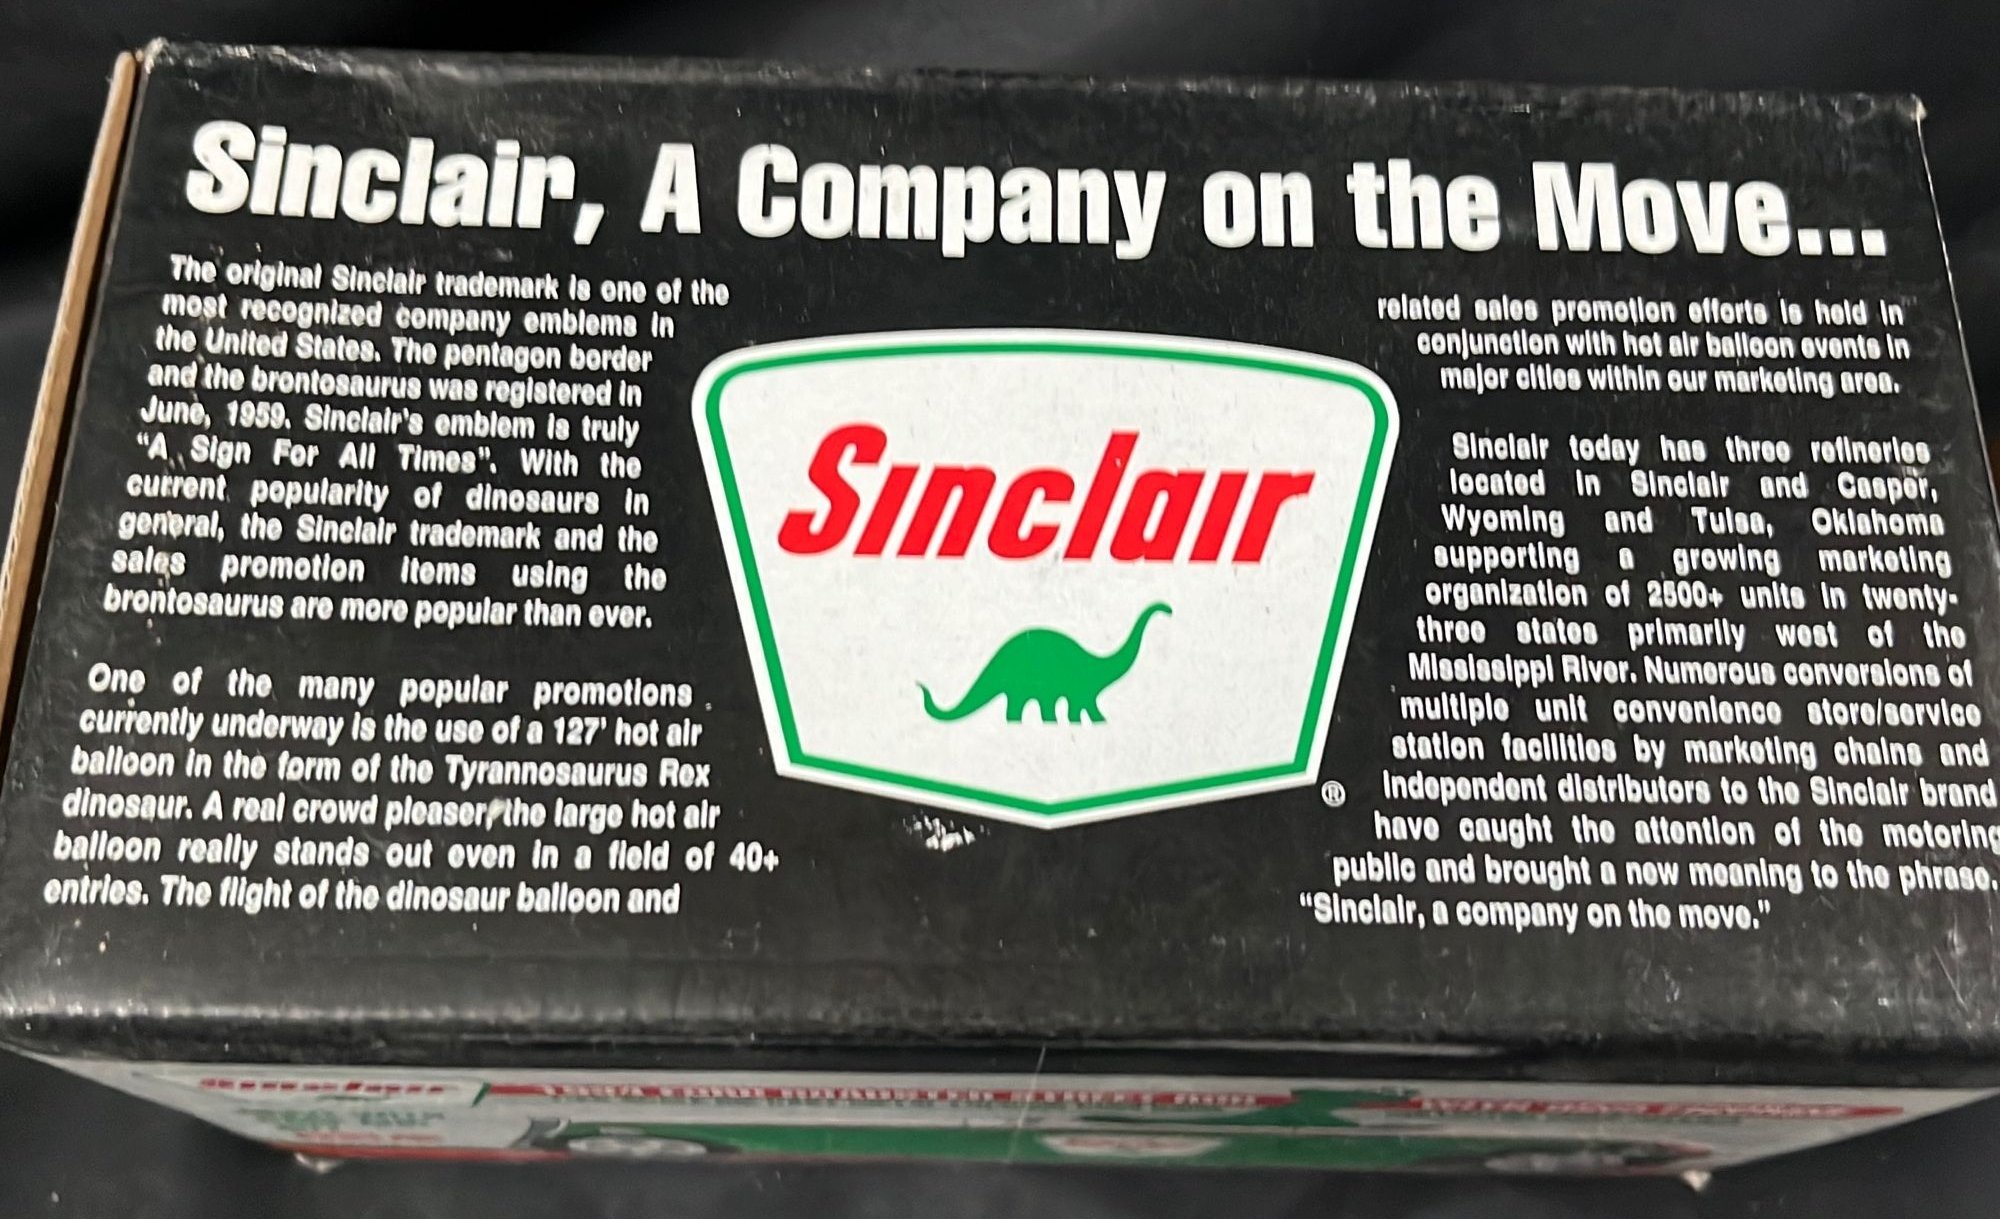 Sinclair, A Company on the Move...
The original Sinclair trademark is one of the
most recognized company emblems in
the United States. The pentagon border
and the brontosaurus was registered in
June, 1959. Sinclair's emblem is truly
“A Sign For All Times”. With the
current popularity of dinosaurs in
general, the Sinclair trademark and the
sales promotion items using the
brontosaurus are more popular than ever.
One of the many popular promotions
currently underway is the use of a 127' hot air
balloon in the form of the Tyrannosaurus Rex
dinosaur. A real crowd pleaser, the large hot air
balloon really stands out even in a field of 40+
entries. The flight of the dinosaur balloon and
Sinclair
®
related sales promotion efforts is held in
conjunction with hot air balloon events in
major cities within our marketing area.
Sinclair today has three refineries
located in Sinclair and Casper,
Wyoming and Tulsa, Oklahoma
supporting a growing marketing
organization of 2500+ units in twenty-
three states primarily west of the
Mississippi River. Numerous conversions of
multiple unit convenience store/service
station facilities by marketing chains and
independent distributors to the Sinclair brand
have caught the attention of the motoring
public and brought a new meaning to the phrase,
“Sinclair, a company on the move.”